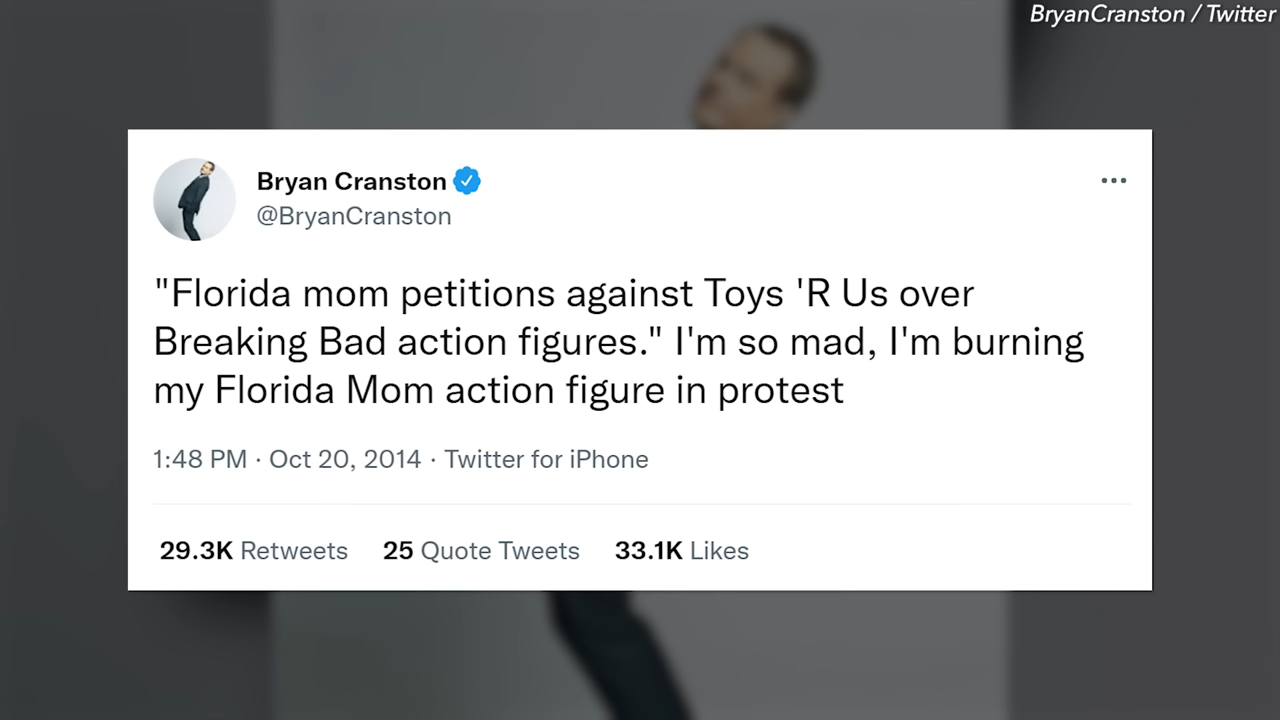 BryanCranston / Twitter
Bryan Cranston
@BryanCranston
"Florida mom petitions against Toys 'R Us over
Breaking Bad action figures." I'm so mad, I'm burning
my Florida Mom action figure in protest
1:48 PM · Oct 20, 2014 · Twitter for iPhone
29.3K Retweets 25 Quote Tweets 33.1K Likes